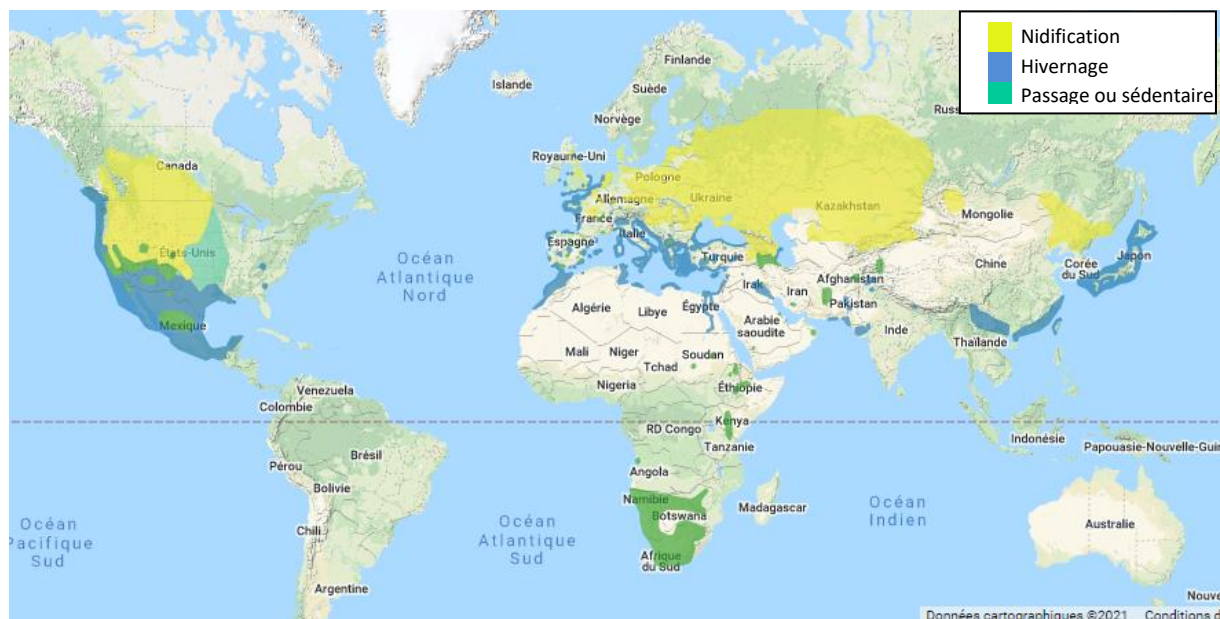 Nidification
Hivernage
Passage ou sédentaire
Islande
Finlande
Suède
Norvège
Russ
Canada
Royaume-Uni
Pologne
Allemagne
Ukraine
Kazakhstan
Mongolie
France
Italie
Espagne
Turquie
États-Unis
Océan
Atlantique
Nord
Chine
Corée
du Sud
Japon
Afghanistan
Irak
Iran
Pakistan
Algérie
Libye
Égypte
Arabie
saoudite
Inde
Thaïlande
Mexique
Mali
Niger
Tchad
Soudan
Nigeria
Éthiopie
Venezuela
Colombie
RD Congo
Kenya
Tanzanie
Indonésie
Papouasie-Nouvelle-Guin
Pérou
Brésil
Bolivie
Angola
Namibie
Botswana
Madagascar
Océan
Pacifique
Sud
Chili
Océan
Atlantique
Sud
Océan
Indien
Australie
Afrique
du Sud
Argentine
Nouve
Données cartographiques ©2021 Conditions d